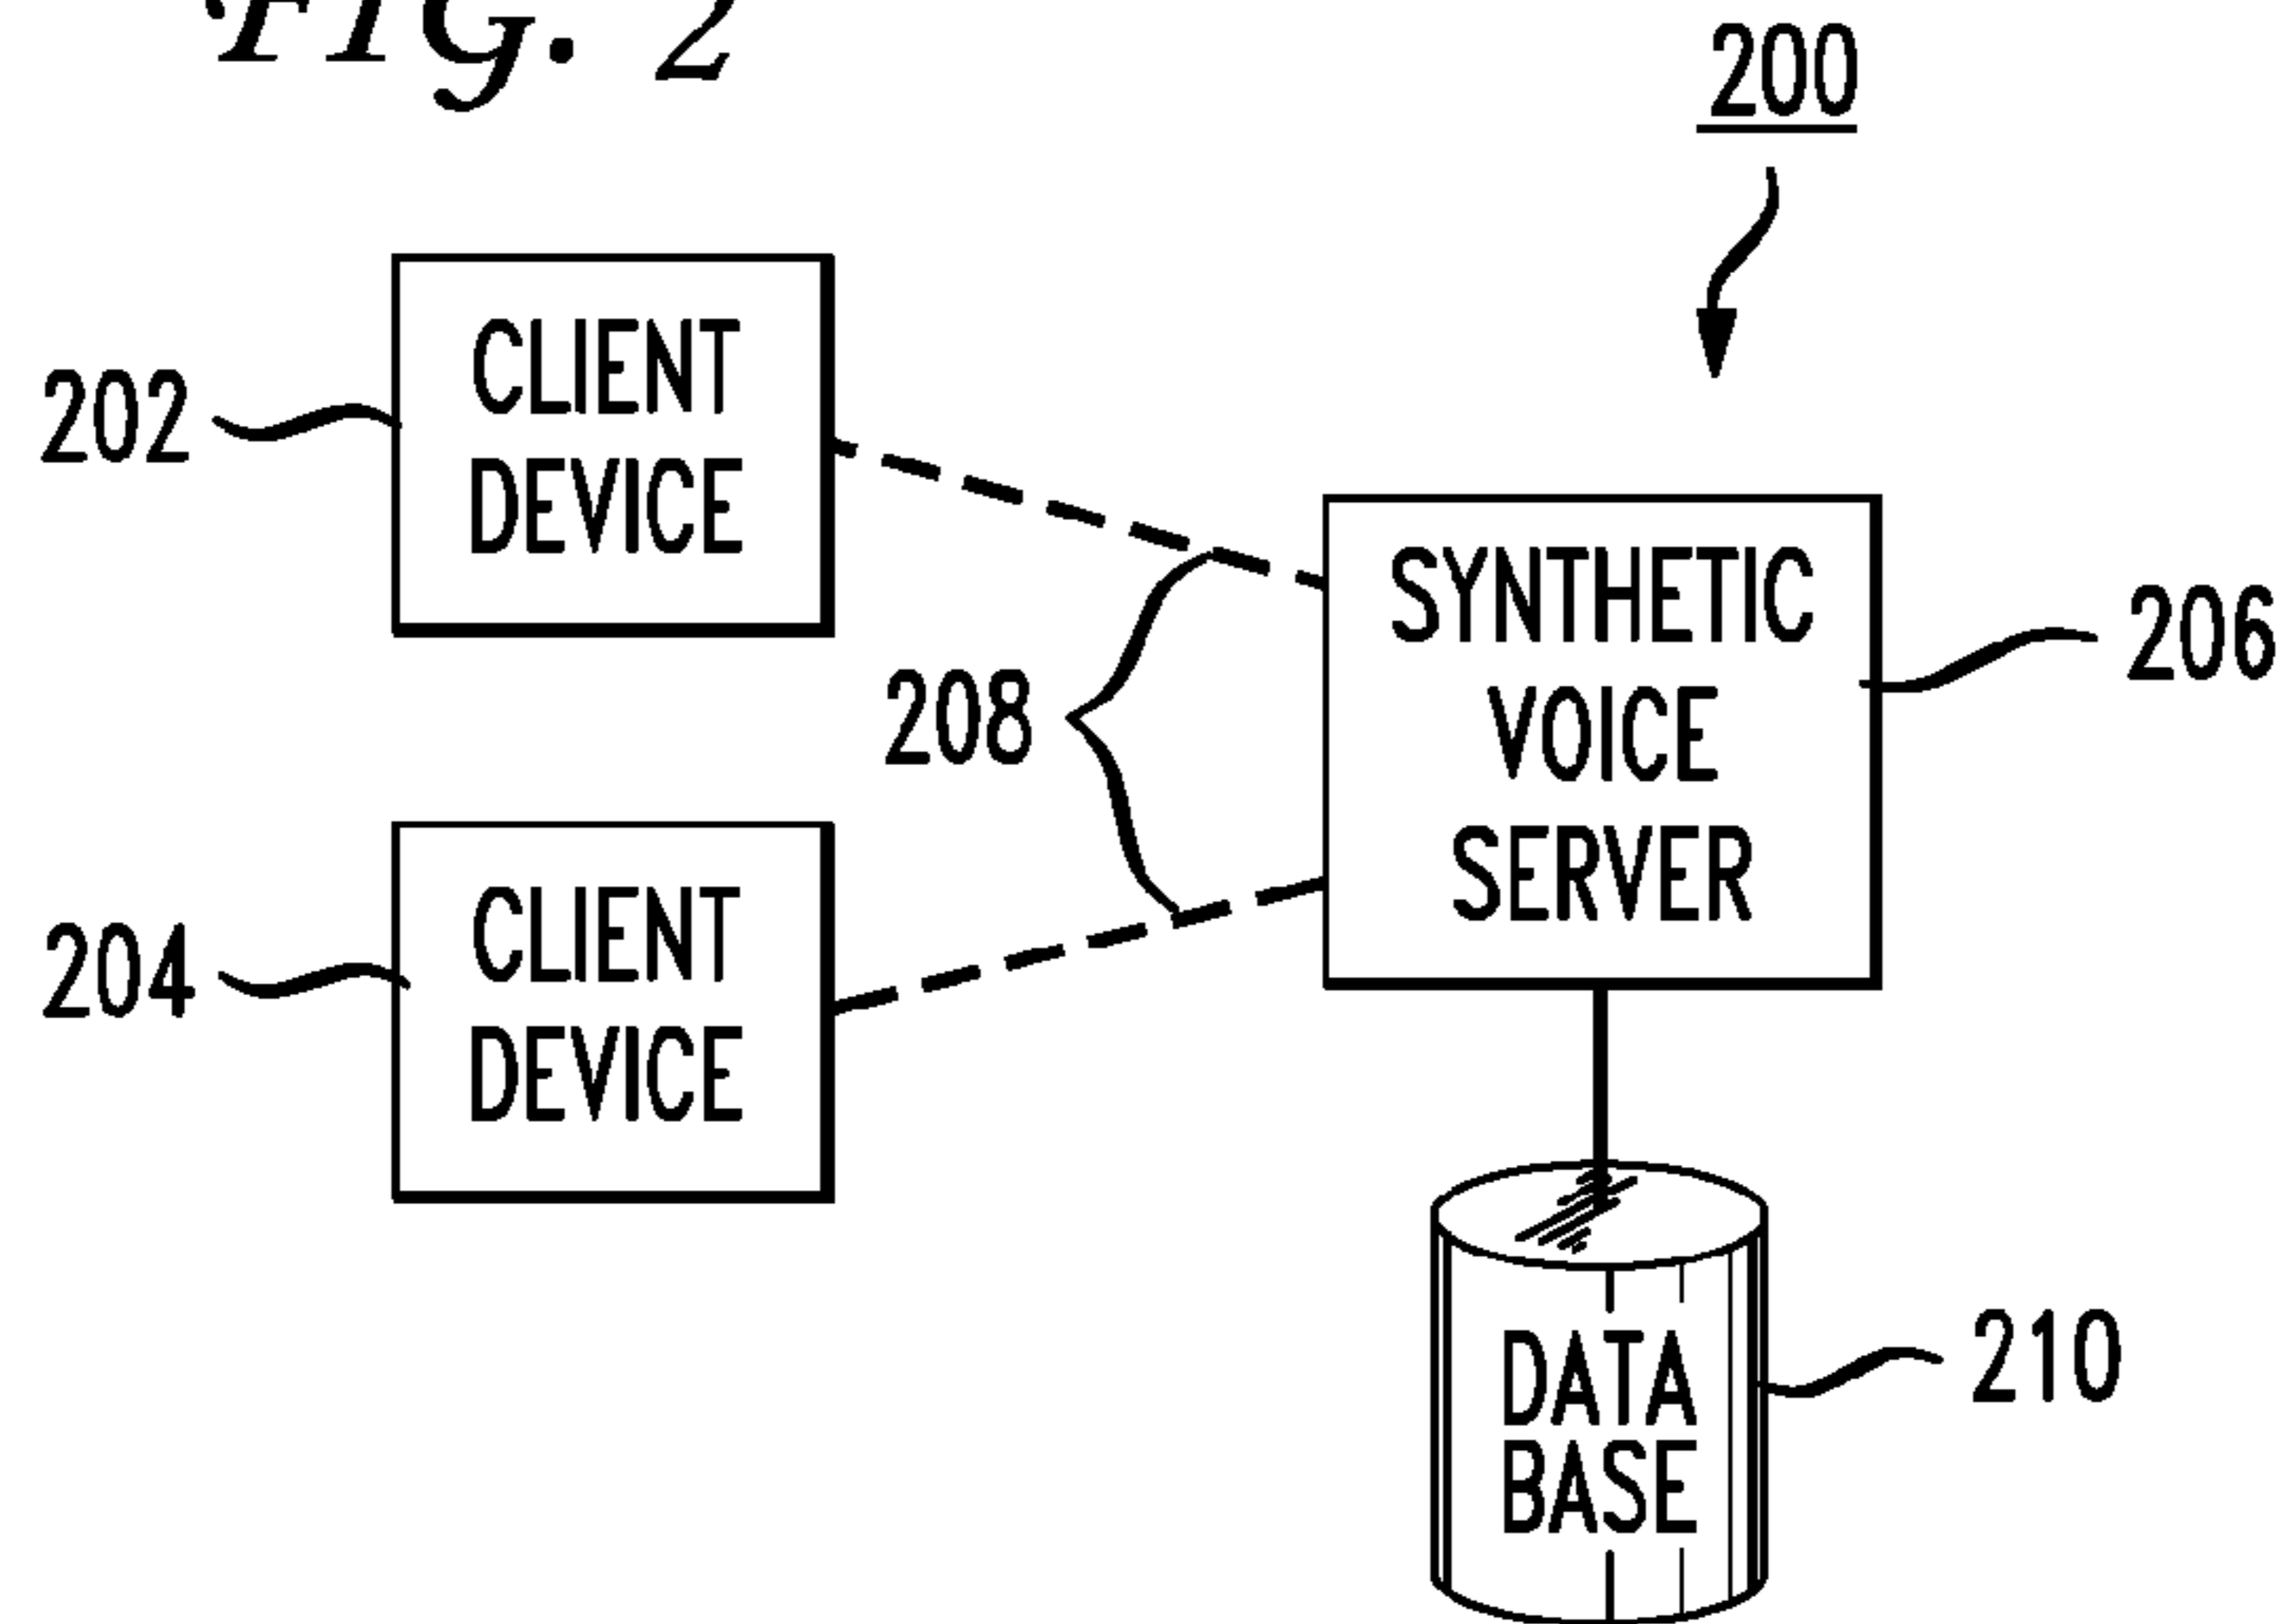 FIG. 2
200
CLIENT
DEVICE
202
SYNTHETIC
VOICE
SERVER
206
208
CLIENT
DEVICE
204
DATA
BASE
210